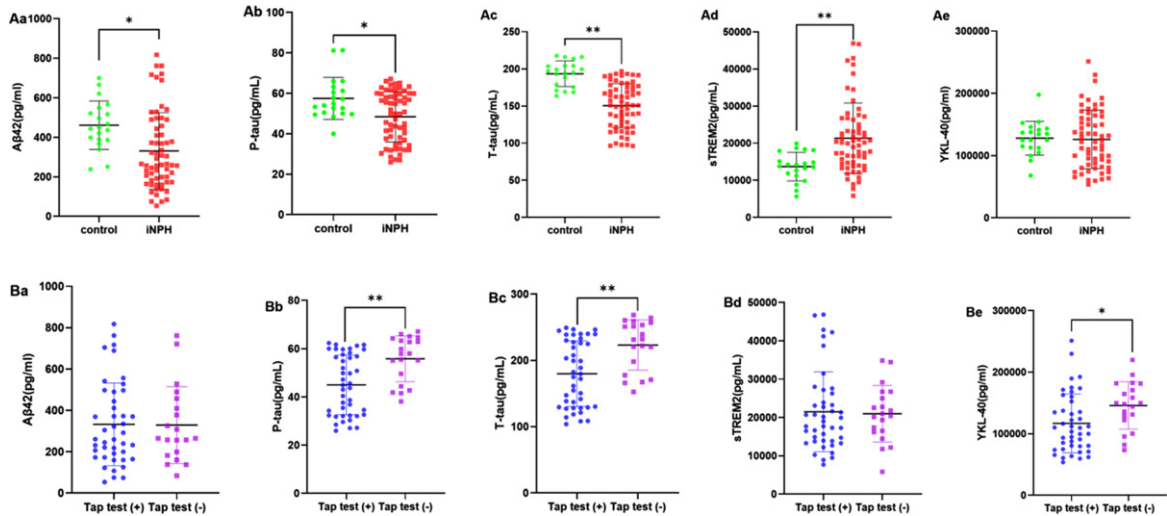 Aa
*
1000
800
600
400
200
0
Aβ42(pg/ml)
control iNPH
Ab
*
100
80
60
40
20
0
P-tau(pg/mL)
control iNPH
Ac
**
250
200
150
100
50
0
T-tau(pg/mL)
control iNPH
Ad
**
50000
40000
30000
20000
10000
0
sTREM2(pg/mL)
control iNPH
Ae
300000
200000
100000
0
YKL-40(pg/ml)
control iNPH
Ba
1000
800
600
400
200
0
Aβ42(pg/ml)
Tap test (+) Tap test (-)
Bb
**
80
60
40
20
0
P-tau(pg/mL)
Tap test (+) Tap test (-)
Bc
**
300
200
100
0
T-tau(pg/mL)
Tap test (+) Tap test (-)
Bd
50000
40000
30000
20000
10000
0
sTREM2(pg/mL)
Tap test (+) Tap test (-)
Be
*
300000
200000
100000
0
YKL-40(pg/ml)
Tap test (+) Tap test (-)